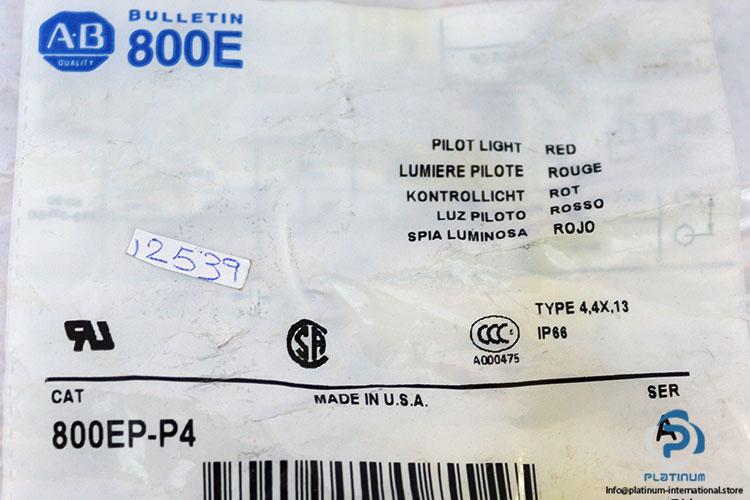 A-B
QUALITY
BULLETIN
800E
PILOT LIGHT RED
LUMIERE PILOTE ROUGE
KONTROLLICHT ROT
LUZ PILOTO ROSSO
SPIA LUMINOSA ROJO
12539
TYPE 4,4X,13
IP66
CCC
A000475
CAT
MADE IN U.S.A.
SER
800EP-P4
A
PLATINUM
Info@platinum-international.store